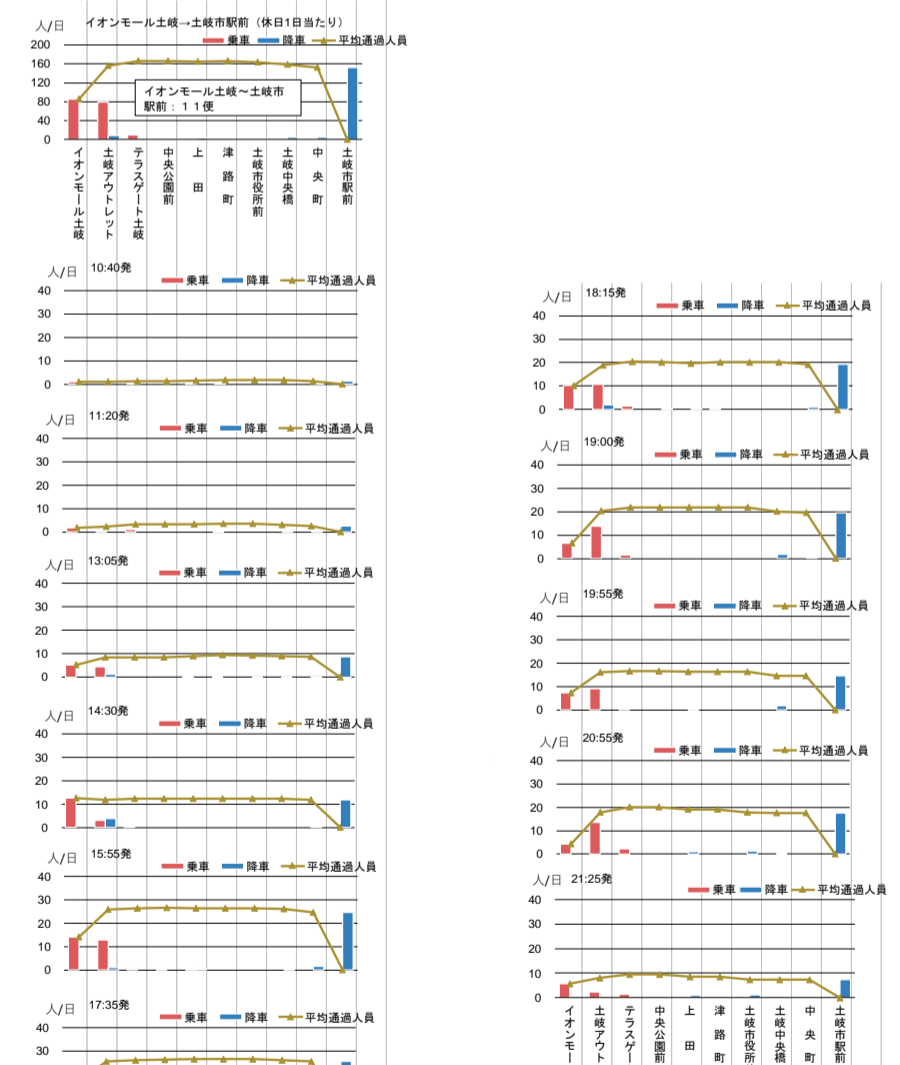 人/日
イオンモール土岐→土岐市駅前（休日1日当たり）
乗車 降車 平均通過人員
200
160
120
80
40
0
イオンモール土岐～土岐市
駅前：１１便
イオンモール土岐
土岐アウトレット
テラスゲート土岐
中央公園前
上田
津路町
土岐市役所前
土岐中央橋
中央町
土岐市駅前
人/日 10:40発
乗車 降車 平均通過人員
40
30
20
10
0
人/日 11:20発
乗車 降車 平均通過人員
40
30
20
10
0
人/日 13:05発
乗車 降車 平均通過人員
40
30
20
10
0
人/日 14:30発
乗車 降車 平均通過人員
40
30
20
10
0
人/日 15:55発
乗車 降車 平均通過人員
40
30
20
10
0
人/日 17:35発
乗車 降車 平均通過人員
40
30
人/日 18:15発
乗車 降車 平均通過人員
40
30
20
10
0
人/日 19:00発
乗車 降車 平均通過人員
40
30
20
10
0
人/日 19:55発
乗車 降車 平均通過人員
40
30
20
10
0
人/日 20:55発
乗車 降車 平均通過人員
40
30
20
10
0
人/日 21:25発
乗車 降車 平均通過人員
40
30
20
10
0
イオンモー
土岐アウト
テラスゲー
中央公園前
上田
津路町
土岐市役所
土岐中央橋
中央町
土岐市駅前